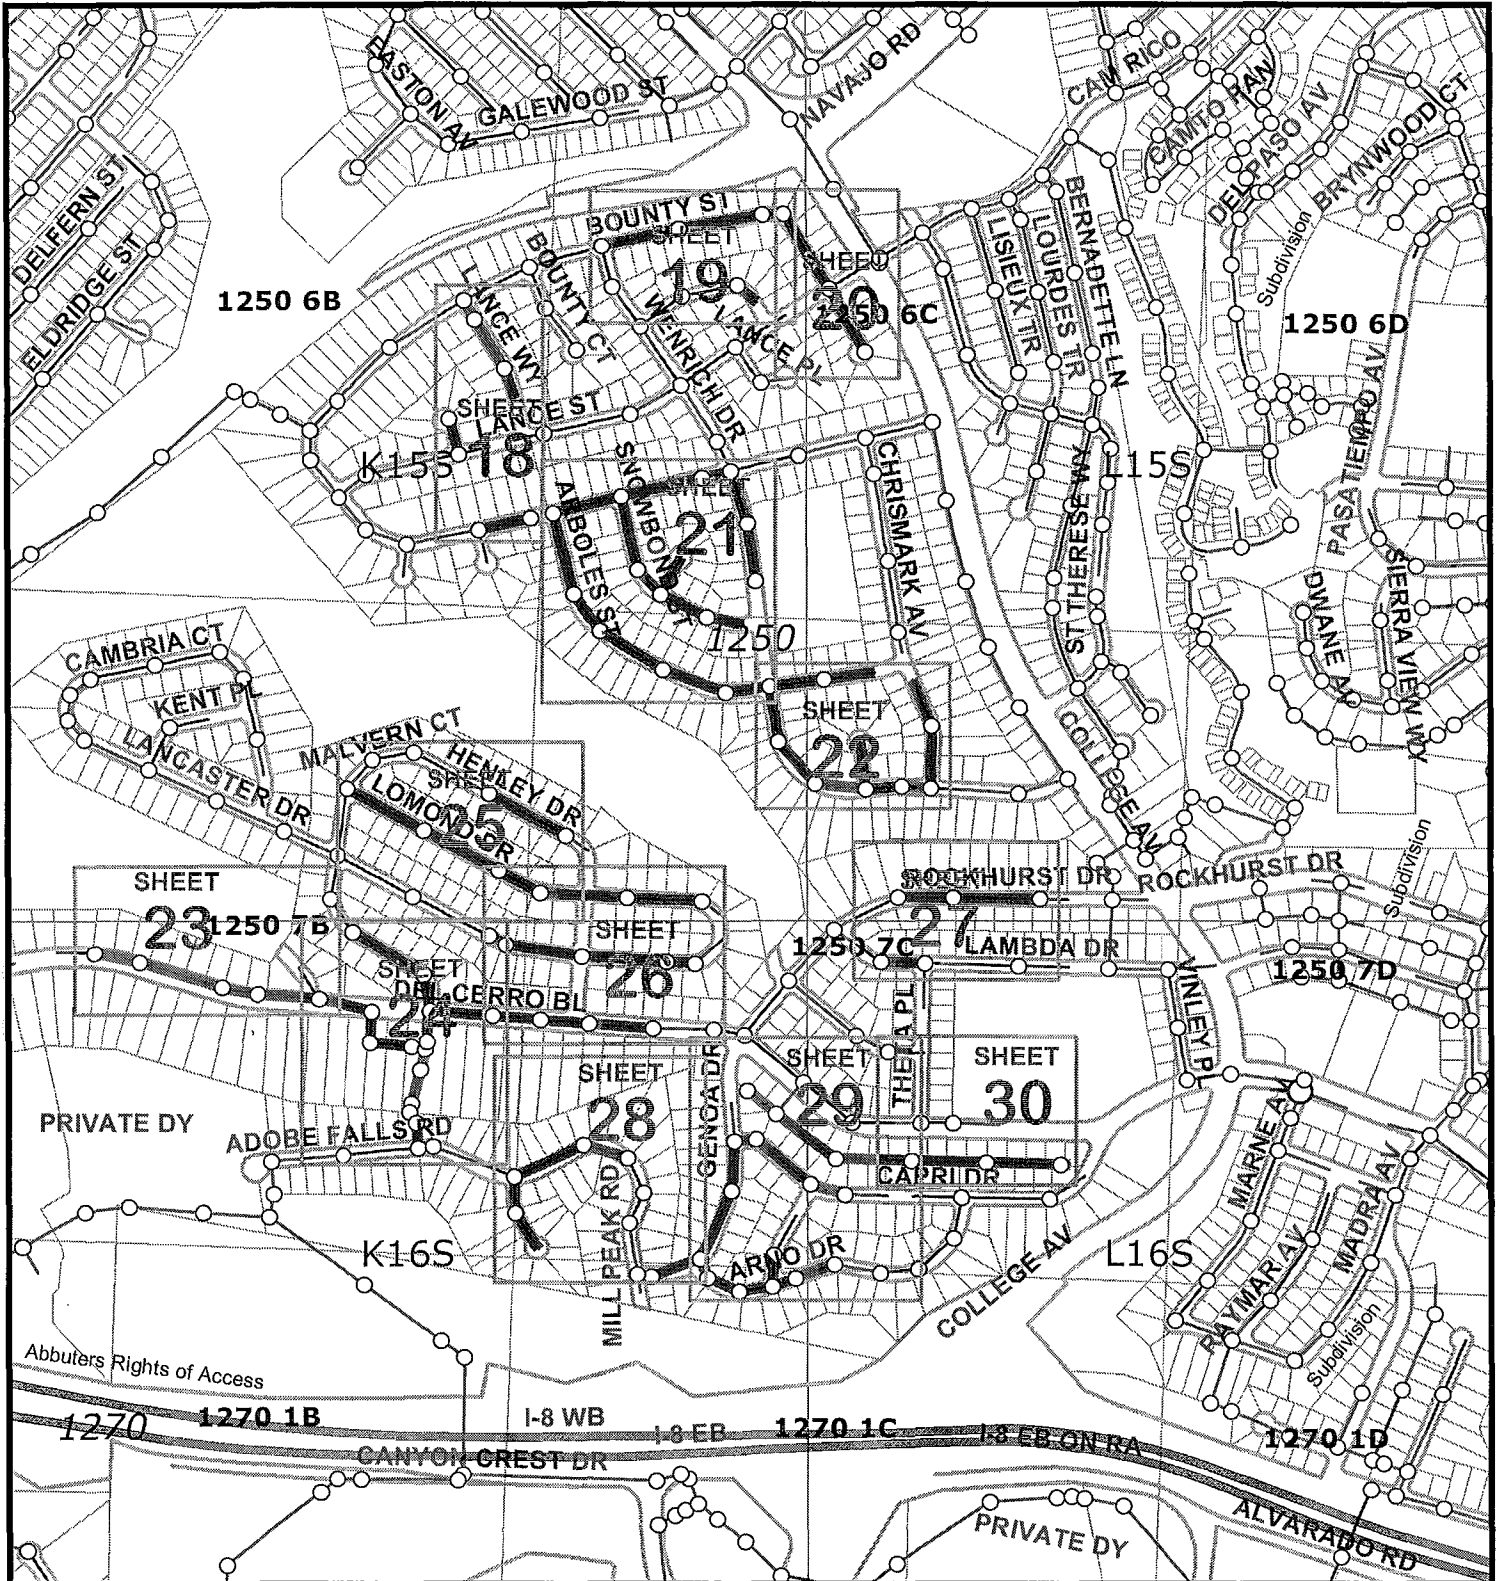 EASTON AV
GALEWOOD ST
NAVAJO RD
CAM RICO
CAMTO RAN
DEL PASO AV
BRYNWOOD CT
DELFERN ST
ELDRIDGE ST
BOUNTY ST
SHEET
19
SHEET
20
BOUNTY CT
LANCE WY
WENRICH DR
LANCE PL
LISIEUX TR
LOURDES TR
BERNADETTE LN
Subdivision
1250 6B
1250 6C
1250 6D
SHEET
18
LANCE ST
K15S
L15S
PASATIEMPO AV
SNOWBOND ST
ARBOLES ST
SHEET
21
CHRISMARK AV
ST THERESE WY
SIERRA VIEW WY
DWANE AV
1250
CAMBRIA CT
KENT PL
LANCASTER DR
MALVERN CT
HENLEY DR
SHEET
25
LOMOND DR
SHEET
22
COLLEGE AV
SHEET
23
1250 7B
SHEET
26
SHEET
27
ROCKHURST DR
ROCKHURST DR
Subdivision
1250 7C
LAMBDA DR
1250 7D
SHEET
24
DEL CERRO BL
VINLEY PL
THETA PL
SHEET
28
GENOA DR
SHEET
29
SHEET
30
PRIVATE DY
ADOBE FALLS RD
CAPRI DR
MARNE AV
MADRA AV
RAYMAR AV
K16S
MILL PEAK RD
ARNO DR
COLLEGE AV
L16S
Subdivision
Abbuters Rights of Access
1270
1270 1B
I-8 WB
I-8 EB
1270 1C
I-8 EB ON RA
1270 1D
CANYON CREST DR
PRIVATE DY
ALVARADO RD